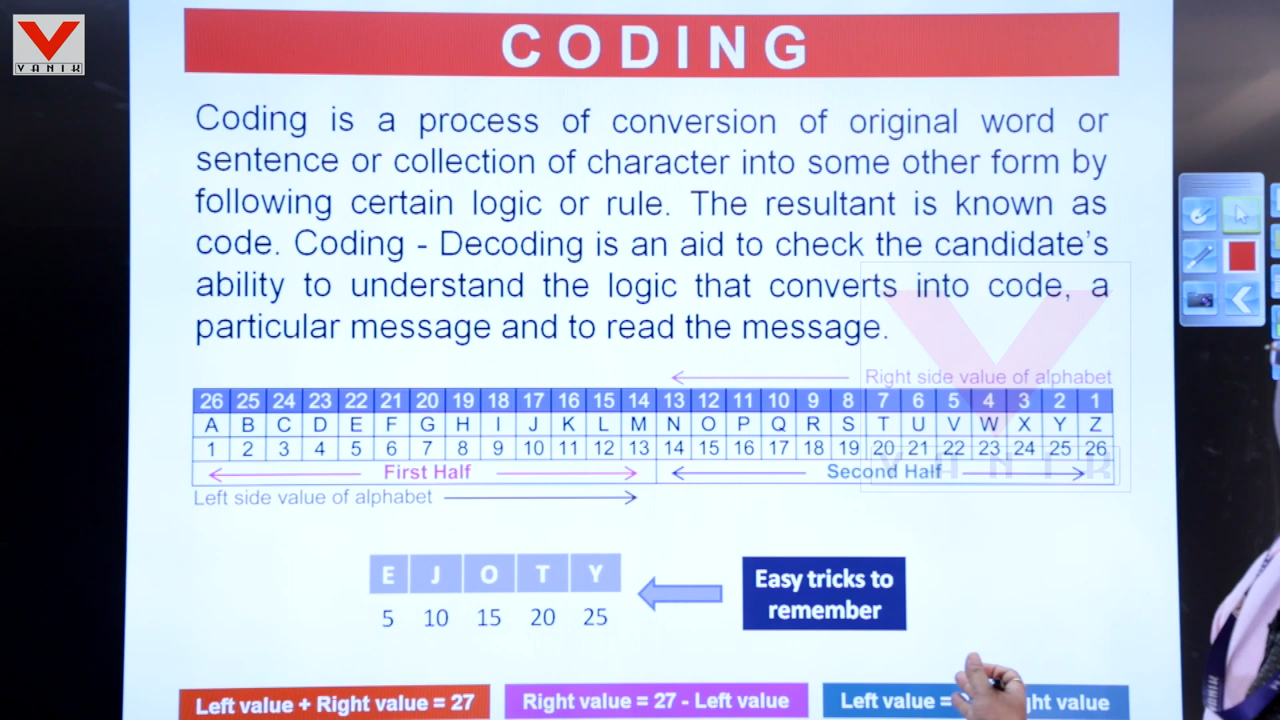 VANIK
CODING
Coding is a process of conversion of original word or
sentence or collection of character into some other form by
following certain logic or rule. The resultant is known as
code. Coding - Decoding is an aid to check the candidate's
ability to understand the logic that converts into code, a
particular message and to read the message.
Right side value of alphabet
26 25 24 23 22 21 20 19 18 17 16 15 14 13 12 11 10 9 8 7 6 5 4 3 2 1
A B C D E F G H I J K L M N O P Q R S T U V W X Y Z
1 2 3 4 5 6 7 8 9 10 11 12 13 14 15 16 17 18 19 20 21 22 23 24 25 26
First Half Second Half
VANIK
Left side value of alphabet
E J O T Y
5 10 15 20 25
Easy tricks to
remember
Left value + Right value = 27
Right value = 27 - Left value
Left value = value